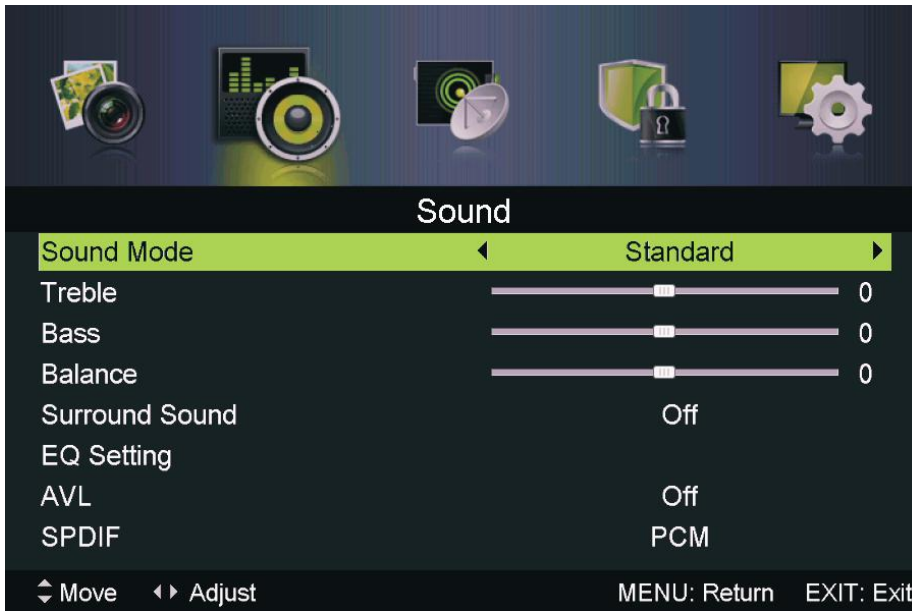 Sound
Sound Mode Standard
Treble 0
Bass 0
Balance 0
Surround Sound Off
EQ Setting
AVL Off
SPDIF PCM
Move Adjust MENU: Return EXIT: Exit